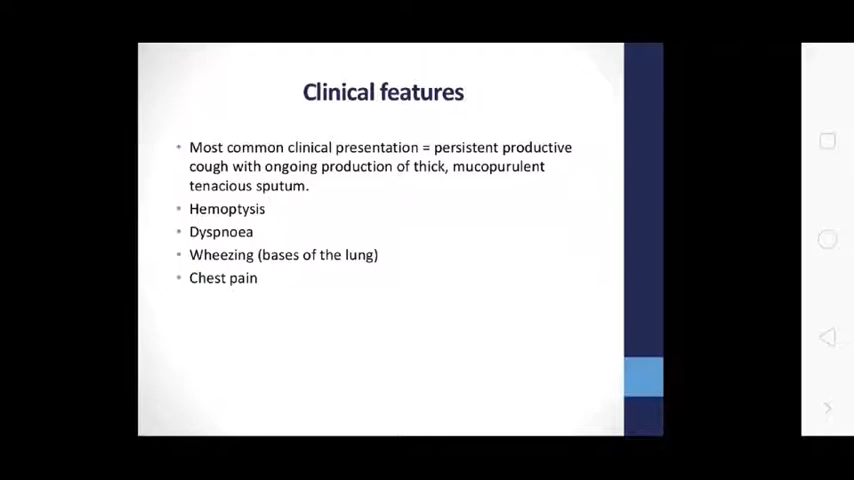 Clinical features
• Most common clinical presentation = persistent productive
cough with ongoing production of thick, mucopurulent
tenacious sputum.
• Hemoptysis
• Dyspnoea
• Wheezing (bases of the lung)
• Chest pain